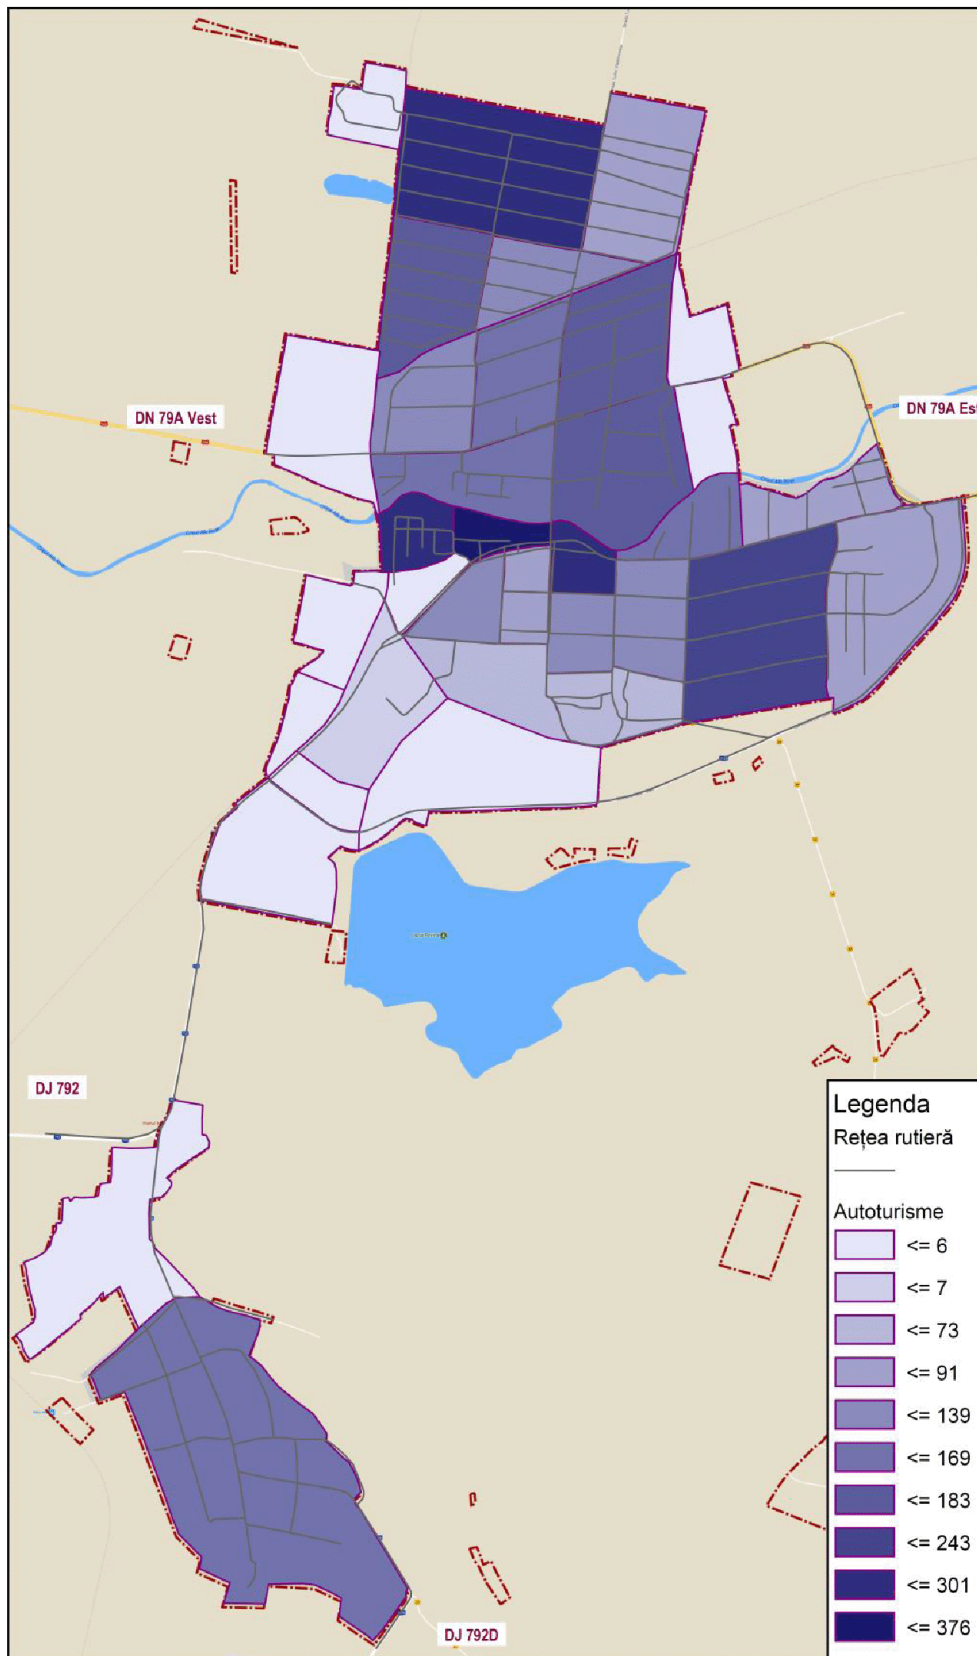 DN 79A Vest
DN 79A Est
DJ 792
Legenda
Rețea rutieră
Autoturisme
<= 6
<= 7
<= 73
<= 91
<= 139
<= 169
<= 183
<= 243
<= 301
<= 376
DJ 792D